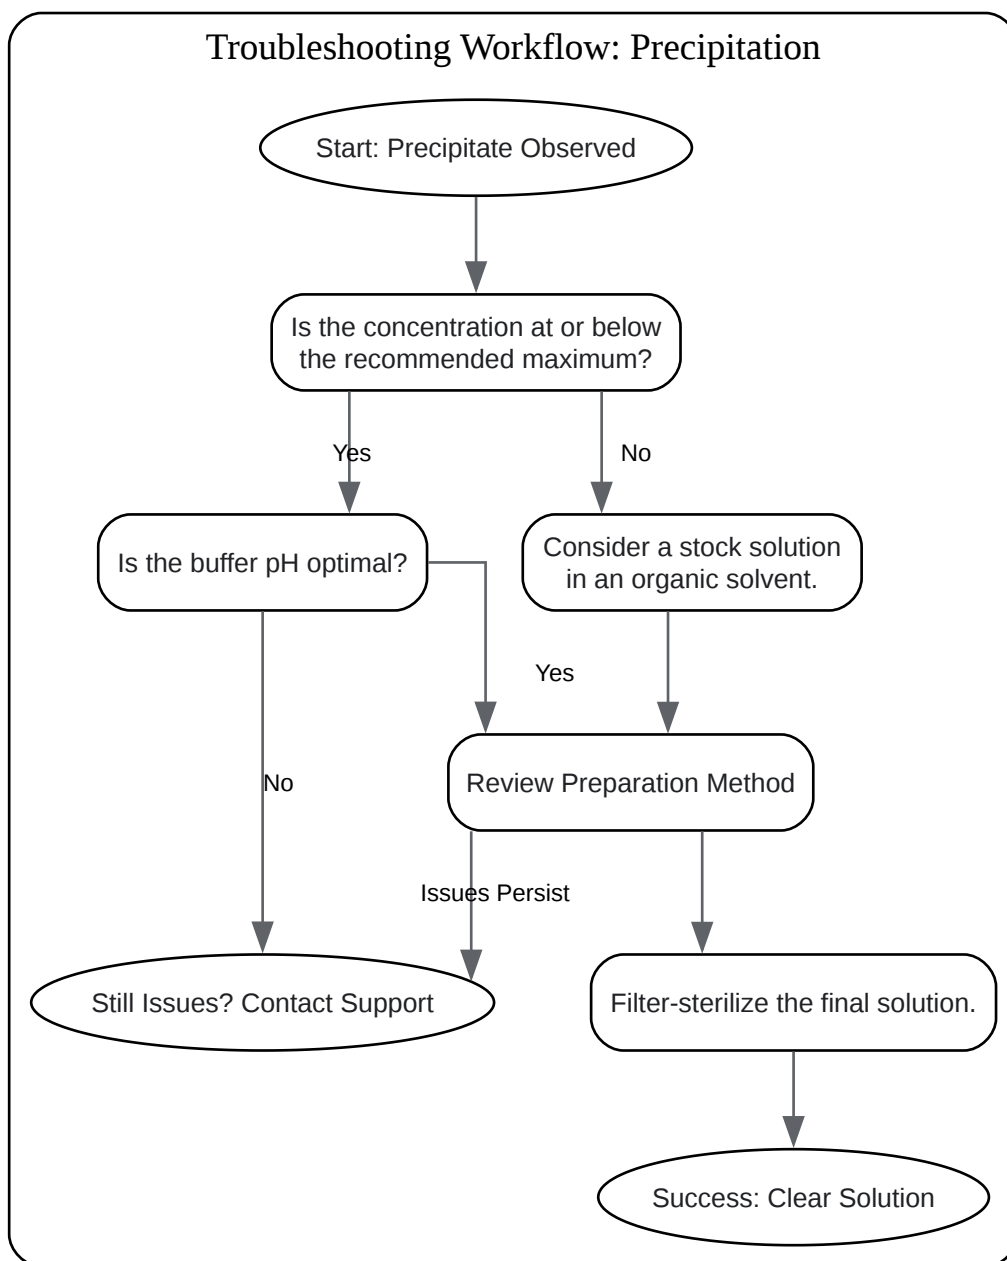 Troubleshooting Workflow: Precipitation
Start: Precipitate Observed
Is the concentration at or below
the recommended maximum?
Yes
No
Is the buffer pH optimal?
Consider a stock solution
in an organic solvent.
Yes
No
Review Preparation Method
Issues Persist
Still Issues? Contact Support
Filter-sterilize the final solution.
Success: Clear Solution